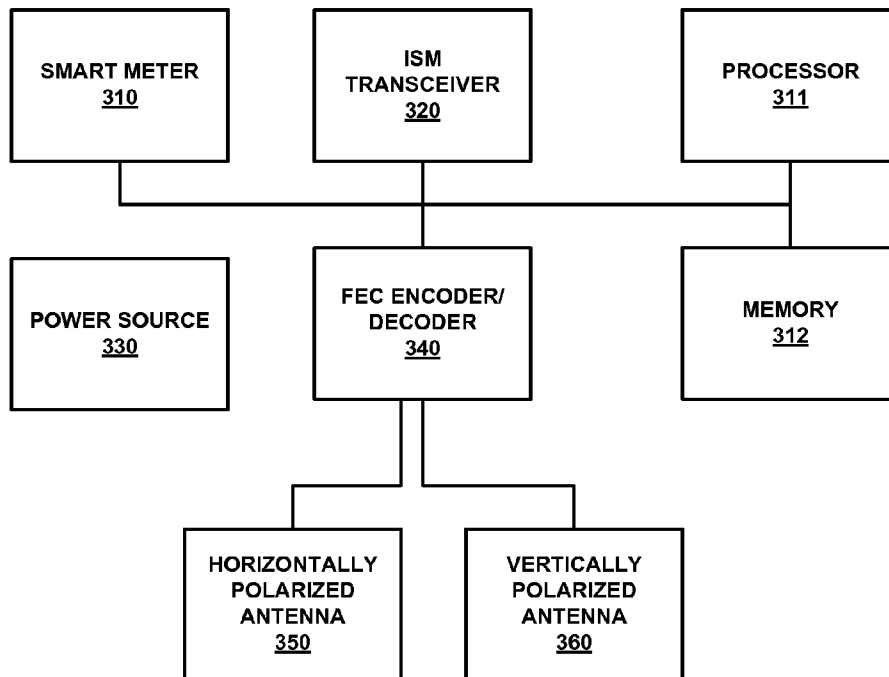 SMART METER
310
ISM
TRANSCEIVER
320
PROCESSOR
311
POWER SOURCE
330
FEC ENCODER/
DECODER
340
MEMORY
312
HORIZONTALLY
POLARIZED
ANTENNA
350
VERTICALLY
POLARIZED
ANTENNA
360